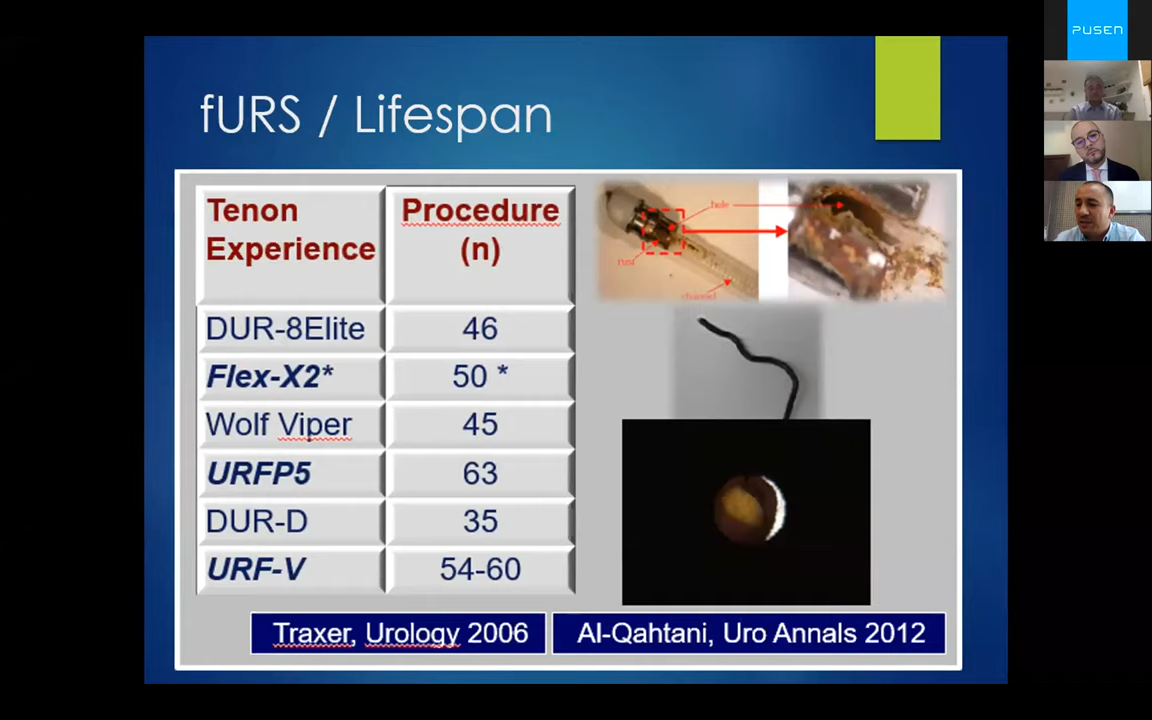 PUSEN
fURS / Lifespan
Tenon Experience
Procedure (n)
DUR-8Elite 46
Flex-X2* 50 *
Wolf Viper 45
URFP5 63
DUR-D 35
URF-V 54-60
hole
rust
channel
Traxer, Urology 2006
Al-Qahtani, Uro Annals 2012